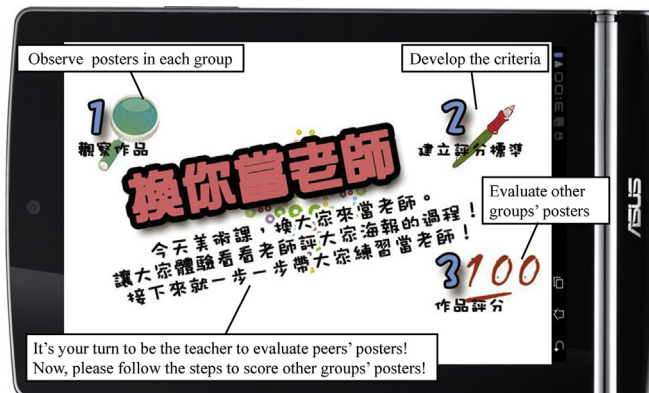 Observe posters in each group
Develop the criteria
1
觀察作品
2
建立評分標準
換你當老師
今天美術課，換大家來當老師。
讓大家體驗看看老師評大家海報的過程！
接下來就一步一步帶大家練習當老師！
Evaluate other
groups' posters
3 100
作品評分
ASUS
It's your turn to be the teacher to evaluate peers' posters!
Now, please follow the steps to score other groups' posters!